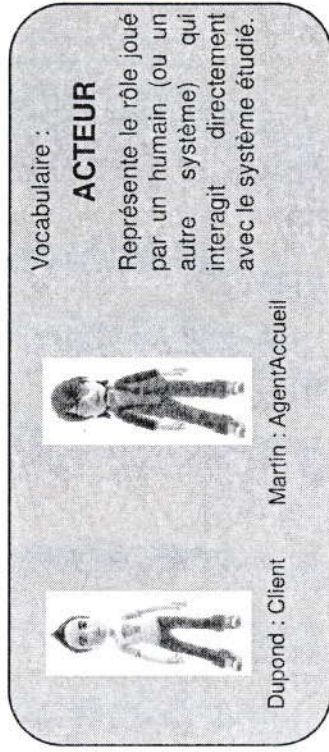 Vocabulaire :
ACTEUR
Représente le rôle joué
par un humain (ou un
autre système) qui
interagit directement
avec le système étudié.
Dupond : Client
Martin : AgentAccueil